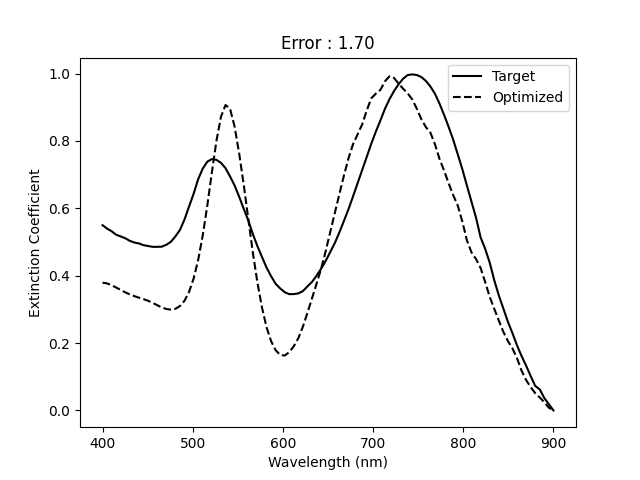 Error : 1.70
Target
Optimized
Extinction Coefficient
1.0
0.8
0.6
0.4
0.2
0.0
400 500 600 700 800 900
Wavelength (nm)